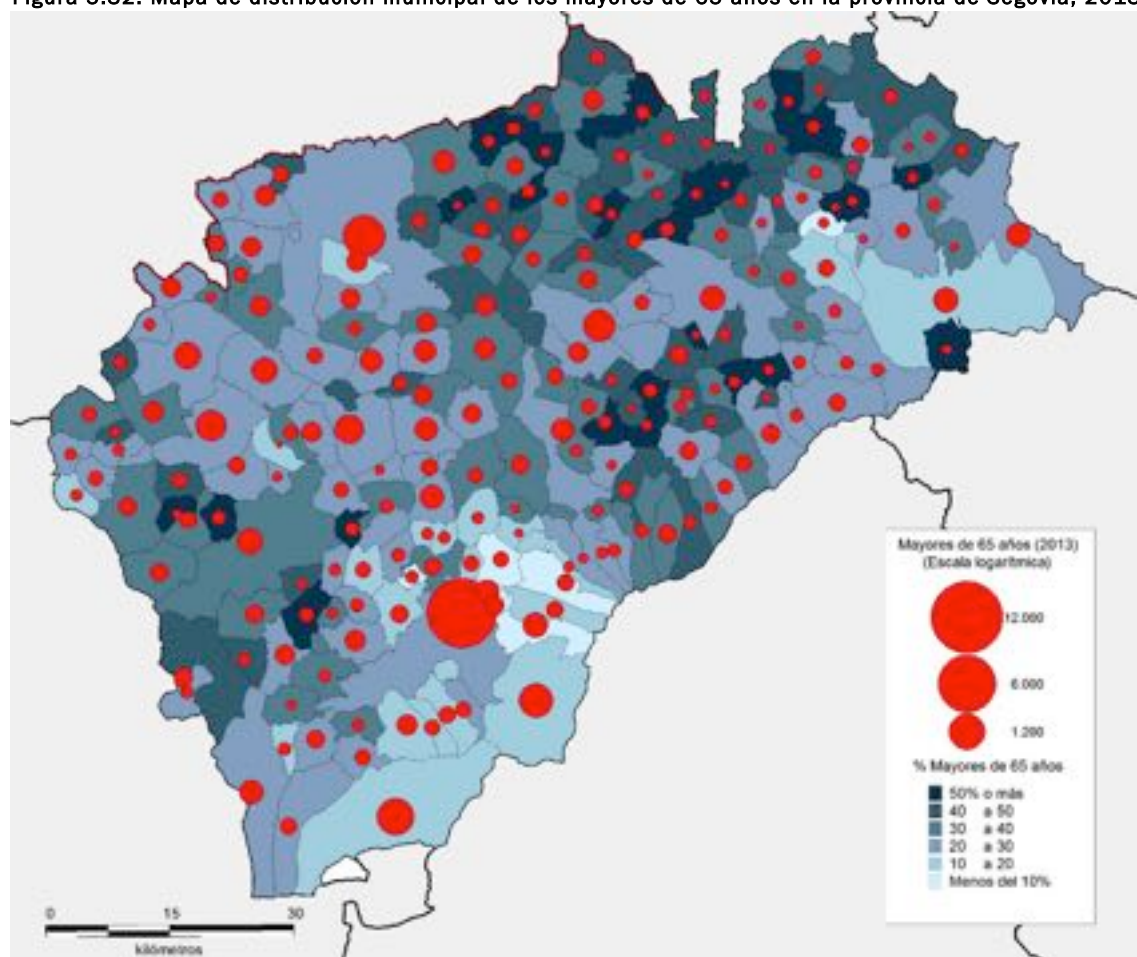 Figura 3.32. Mapa de distribución municipal de los mayores de 65 años en la provincia de Segovia, 2013
Mayores de 65 años (2013)
(Escala logarítmica)
12.000
6.000
1.200
% Mayores de 65 años
50% o más
40 a 50
30 a 40
20 a 30
10 a 20
Menos del 10%
0 15 30
kilómetros